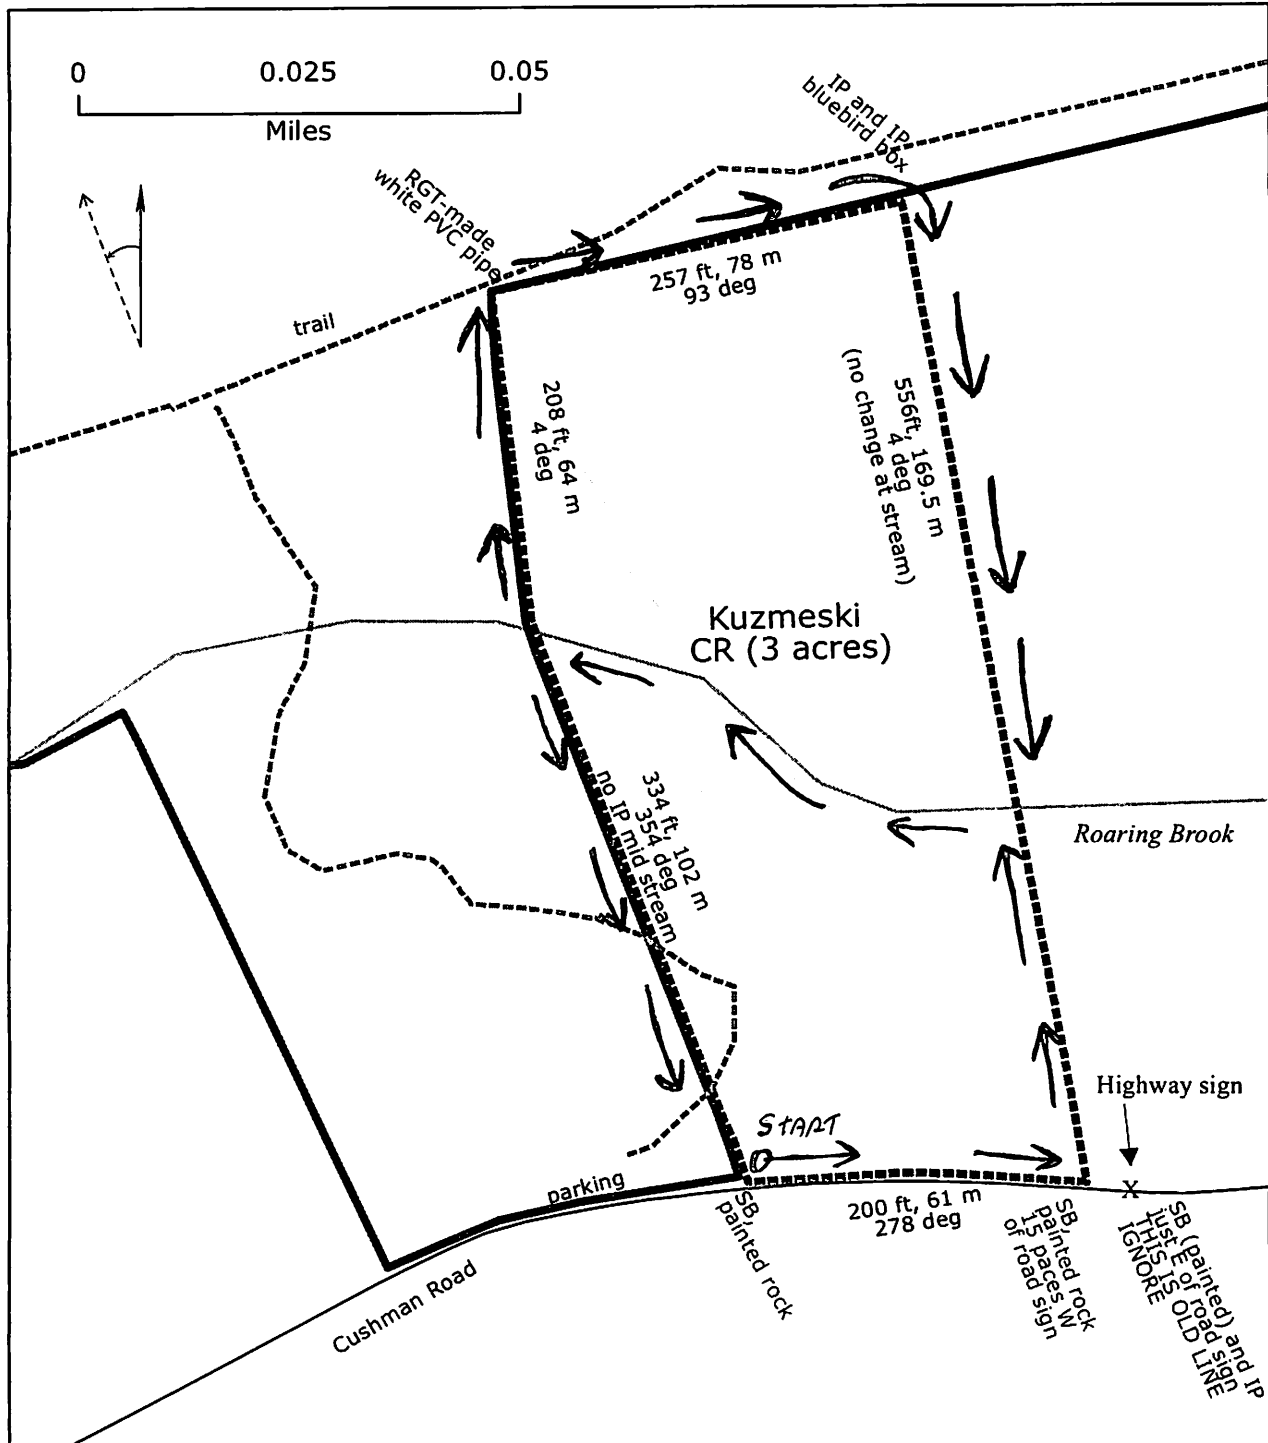 0 0.025 0.05
Miles
IP and IP
bluebird box
RGT-made
white PVC pipe
257 ft, 78 m
93 deg
trail
208 ft, 64 m
4 deg
556ft, 169.5 m
4 deg
(no change at stream)
Kuzmeski
CR (3 acres)
334 ft, 102 m
354 deg
no IP mid stream
Roaring Brook
Highway sign
START
parking
X
200 ft, 61 m
278 deg
SB,
painted rock
SB,
painted rock
15 paces W
of road sign
SB (painted) and IP
just E of road sign
THIS IS OLD LINE
IGNORE
Cushman Road